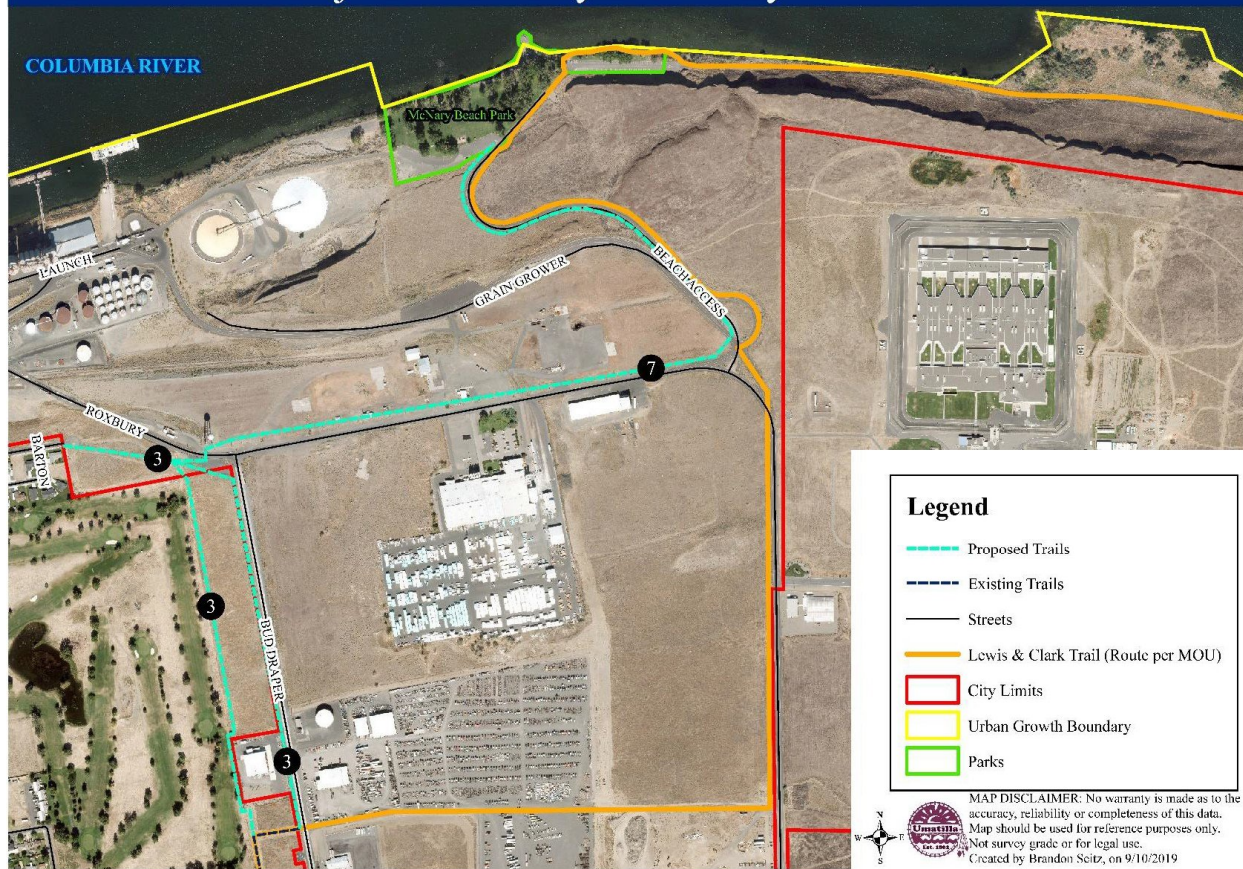 COLUMBIA RIVER
McNary Beach Park
LAUNCH
GRAIN GROWER
BEACH ACCESS
7
ROXBURY
BARTON
3
3
BUD DRAPER
3
Legend
Proposed Trails
Existing Trails
Streets
Lewis & Clark Trail (Route per MOU)
City Limits
Urban Growth Boundary
Parks
N
W
E
S
Umatilla
Est. 1862
MAP DISCLAIMER: No warranty is made as to the
accuracy, reliability or completeness of this data.
Map should be used for reference purposes only.
Not survey grade or for legal use.
Created by Brandon Seitz, on 9/10/2019